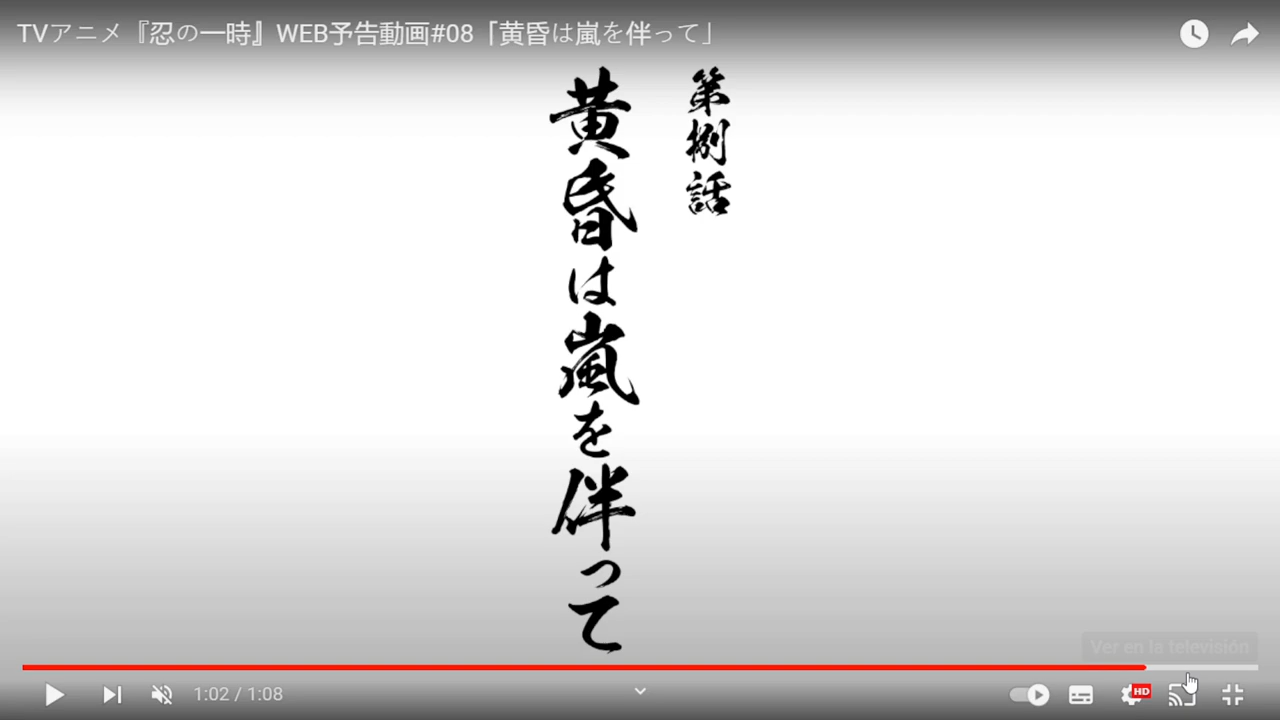 TVアニメ『忍の一時』WEB予告動画#08「黄昏は嵐を伴って」
第捌話
黄昏は嵐を伴って
Ver en la televisión
1:02 / 1:08
HD